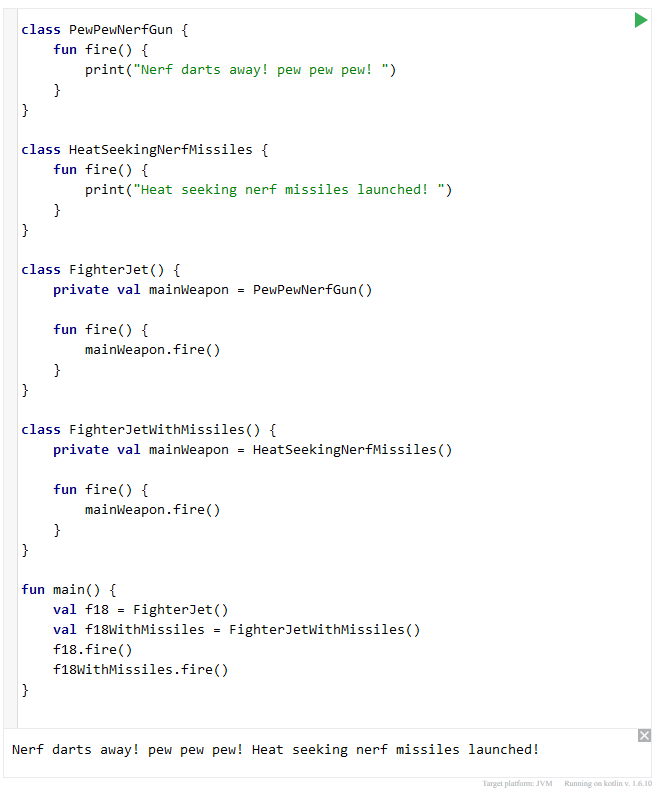 class PewPewNerfGun {
    fun fire() {
        print("Nerf darts away! pew pew pew! ")
    }
}

class HeatSeekingNerfMissiles {
    fun fire() {
        print("Heat seeking nerf missiles launched! ")
    }
}

class FighterJet() {
    private val mainWeapon = PewPewNerfGun()

    fun fire() {
        mainWeapon.fire()
    }
}

class FighterJetWithMissiles() {
    private val mainWeapon = HeatSeekingNerfMissiles()

    fun fire() {
        mainWeapon.fire()
    }
}

fun main() {
    val f18 = FighterJet()
    val f18WithMissiles = FighterJetWithMissiles()
    f18.fire()
    f18WithMissiles.fire()
}

Nerf darts away! pew pew pew! Heat seeking nerf missiles launched!
Target platform: JVM Running on kotlin v. 1.6.10